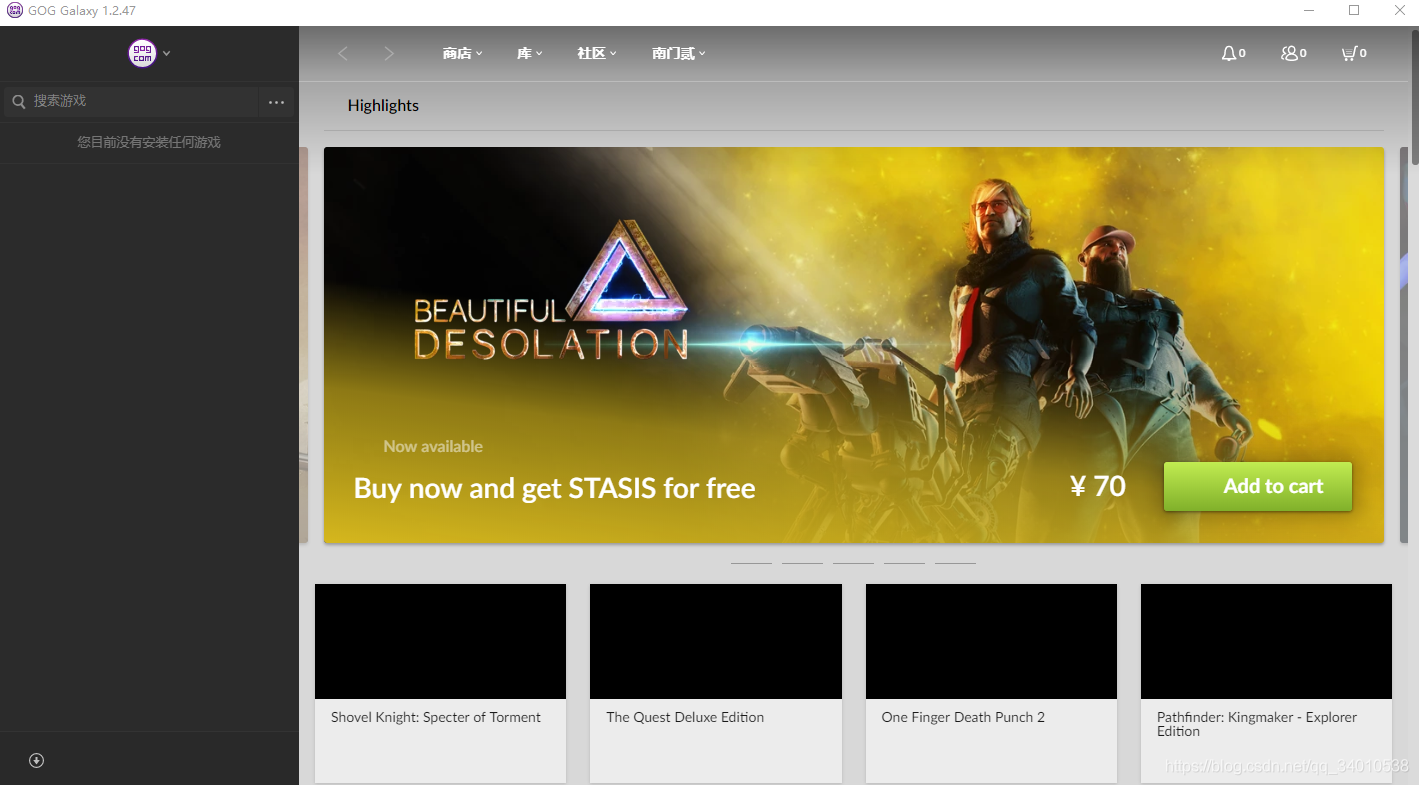 GOG Galaxy 1.2.47
gog
com
商店
库
社区
南门贰
0
0
0
搜索游戏
您目前没有安装任何游戏
Highlights
BEAUTIFUL
DESOLATION
Now available
Buy now and get STASIS for free
¥ 70
Add to cart
Shovel Knight: Specter of Torment
The Quest Deluxe Edition
One Finger Death Punch 2
Pathfinder: Kingmaker - Explorer
Edition
https://blog.csdn.net/qq_34010538